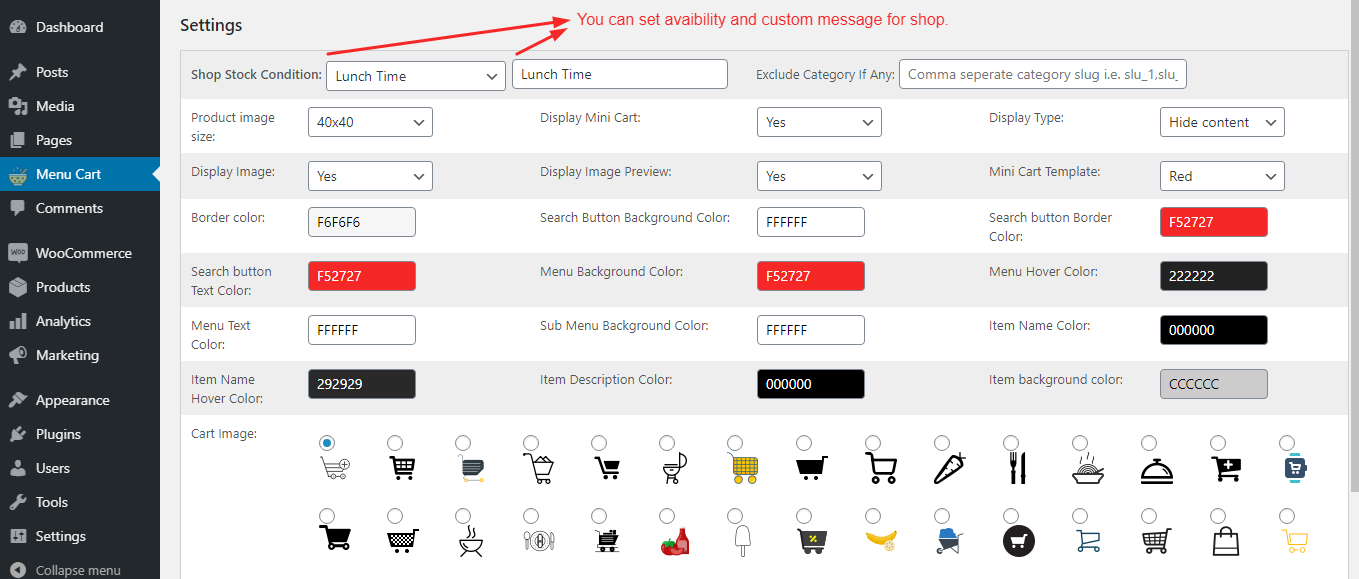 Dashboard
Posts
Media
Pages
Menu Cart
Comments
Woo
WooCommerce
Products
Analytics
Marketing
Appearance
Plugins
Users
Tools
Settings
Collapse menu
Settings
You can set avaibility and custom message for shop.
Shop Stock Condition: Lunch Time Lunch Time Exclude Category If Any: Comma seperate category slug i.e. slu_1,slu_
Product image
size: 40x40 Display Mini Cart: Yes Display Type: Hide content
Display Image: Yes Display Image Preview: Yes Mini Cart Template: Red
Border color: F6F6F6 Search Button Background Color: FFFFFF Search button Border
Color: F52727
Search button
Text Color: F52727 Menu Background Color: F52727 Menu Hover Color: 222222
Menu Text
Color: FFFFFF Sub Menu Background Color: FFFFFF Item Name Color: 000000
Item Name
Hover Color: 292929 Item Description Color: 000000 Item background color: CCCCCC
Cart Image: